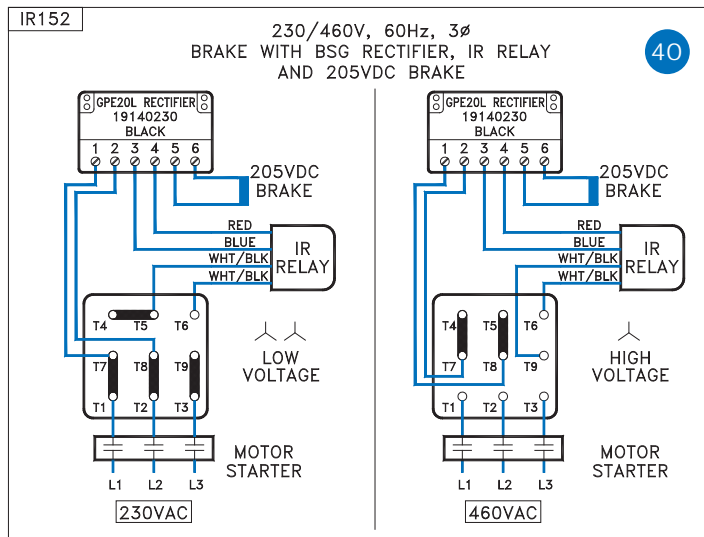 IR152
230/460V, 60Hz, 3ø
BRAKE WITH BSG RECTIFIER, IR RELAY
AND 205VDC BRAKE
40
GPE20L RECTIFIER
19140230
BLACK
1 2 3 4 5 6
205VDC
BRAKE
RED
BLUE
WHT/BLK
WHT/BLK
IR
RELAY
T4 T5 T6
T7 T8 T9
T1 T2 T3
LOW
VOLTAGE
MOTOR
STARTER
L1 L2 L3
230VAC
GPE20L RECTIFIER
19140230
BLACK
1 2 3 4 5 6
205VDC
BRAKE
RED
BLUE
WHT/BLK
WHT/BLK
IR
RELAY
T4 T5 T6
T7 T8 T9
T1 T2 T3
HIGH
VOLTAGE
MOTOR
STARTER
L1 L2 L3
460VAC